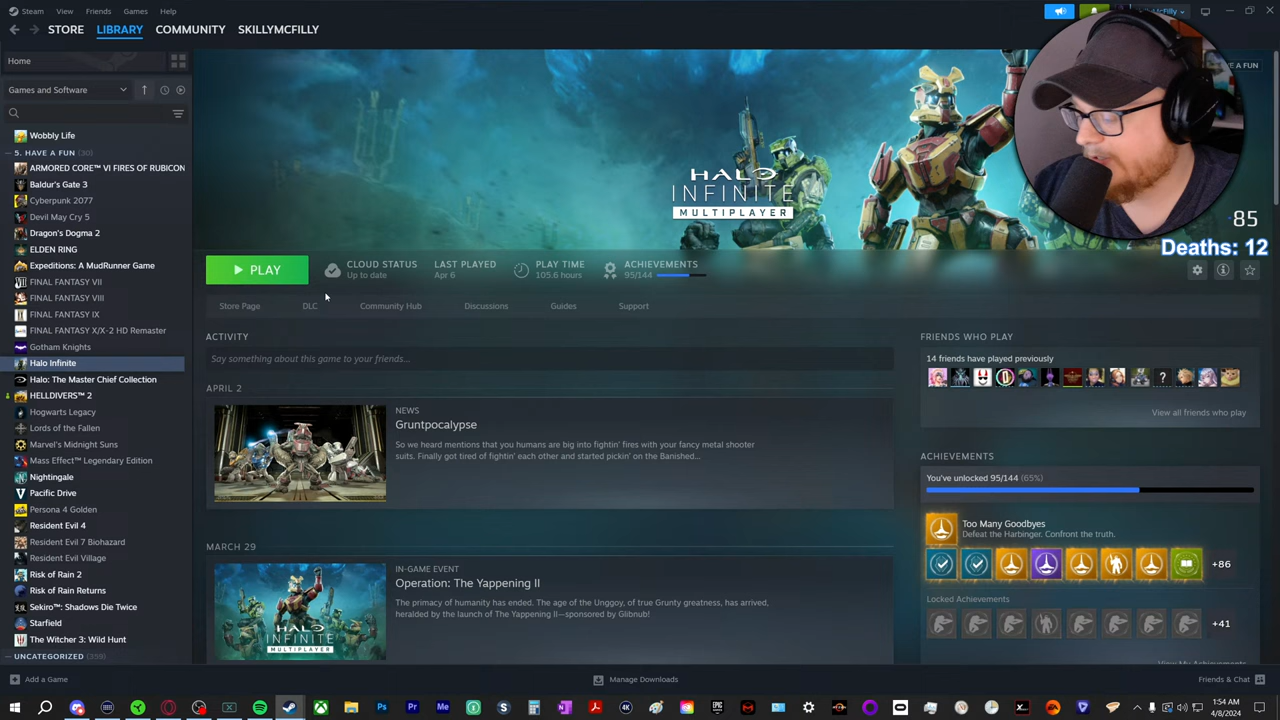 Steam View Friends Games Help
STORE LIBRARY COMMUNITY SKILLYMCFILLY
Home
Games and Software
Wobbly Life
5. HAVE A FUN (30)
ARMORED CORE™ VI FIRES OF RUBICON
Baldur's Gate 3
Cyberpunk 2077
Devil May Cry 5
Dragon's Dogma 2
ELDEN RING
Expeditions: A MudRunner Game
FINAL FANTASY VII
FINAL FANTASY VIII
FINAL FANTASY IX
FINAL FANTASY X/X-2 HD Remaster
Gotham Knights
Halo Infinite
Halo: The Master Chief Collection
HELLDIVERS™ 2
Hogwarts Legacy
Lords of the Fallen
Marvel's Midnight Suns
Mass Effect™ Legendary Edition
Nightingale
Pacific Drive
Persona 4 Golden
Resident Evil 4
Resident Evil 7 Biohazard
Resident Evil Village
Risk of Rain 2
Risk of Rain Returns
Sekiro™: Shadows Die Twice
Starfield
The Witcher 3: Wild Hunt
UNCATEGORIZED (359)
Add a Game
A FUN
HALO
INFINITE
MULTIPLAYER
-85
Deaths: 12
PLAY
CLOUD STATUS
Up to date
LAST PLAYED
Apr 6
PLAY TIME
105.6 hours
ACHIEVEMENTS
95/144
Store Page DLC Community Hub Discussions Guides Support
ACTIVITY
Say something about this game to your friends...
APRIL 2
NEWS
Gruntpocalypse
So we heard mentions that you humans are big into fightin' fires with your fancy metal shooter
suits. Finally got tired of fightin' each other and started pickin' on the Banished...
MARCH 29
IN-GAME EVENT
Operation: The Yappening II
The primacy of humanity has ended. The age of the Unggoy, of true Grunty greatness, has arrived,
heralded by the launch of The Yappening II—sponsored by Glibnub!
HALO
INFINITE
MULTIPLAYER
FRIENDS WHO PLAY
14 friends have played previously
?
View all friends who play
ACHIEVEMENTS
You've unlocked 95/144 (65%)
Too Many Goodbyes
Defeat the Harbinger. Confront the truth.
+86
Locked Achievements
+41
View My Achievements
Manage Downloads
Friends & Chat
1:54 AM
4/8/2024